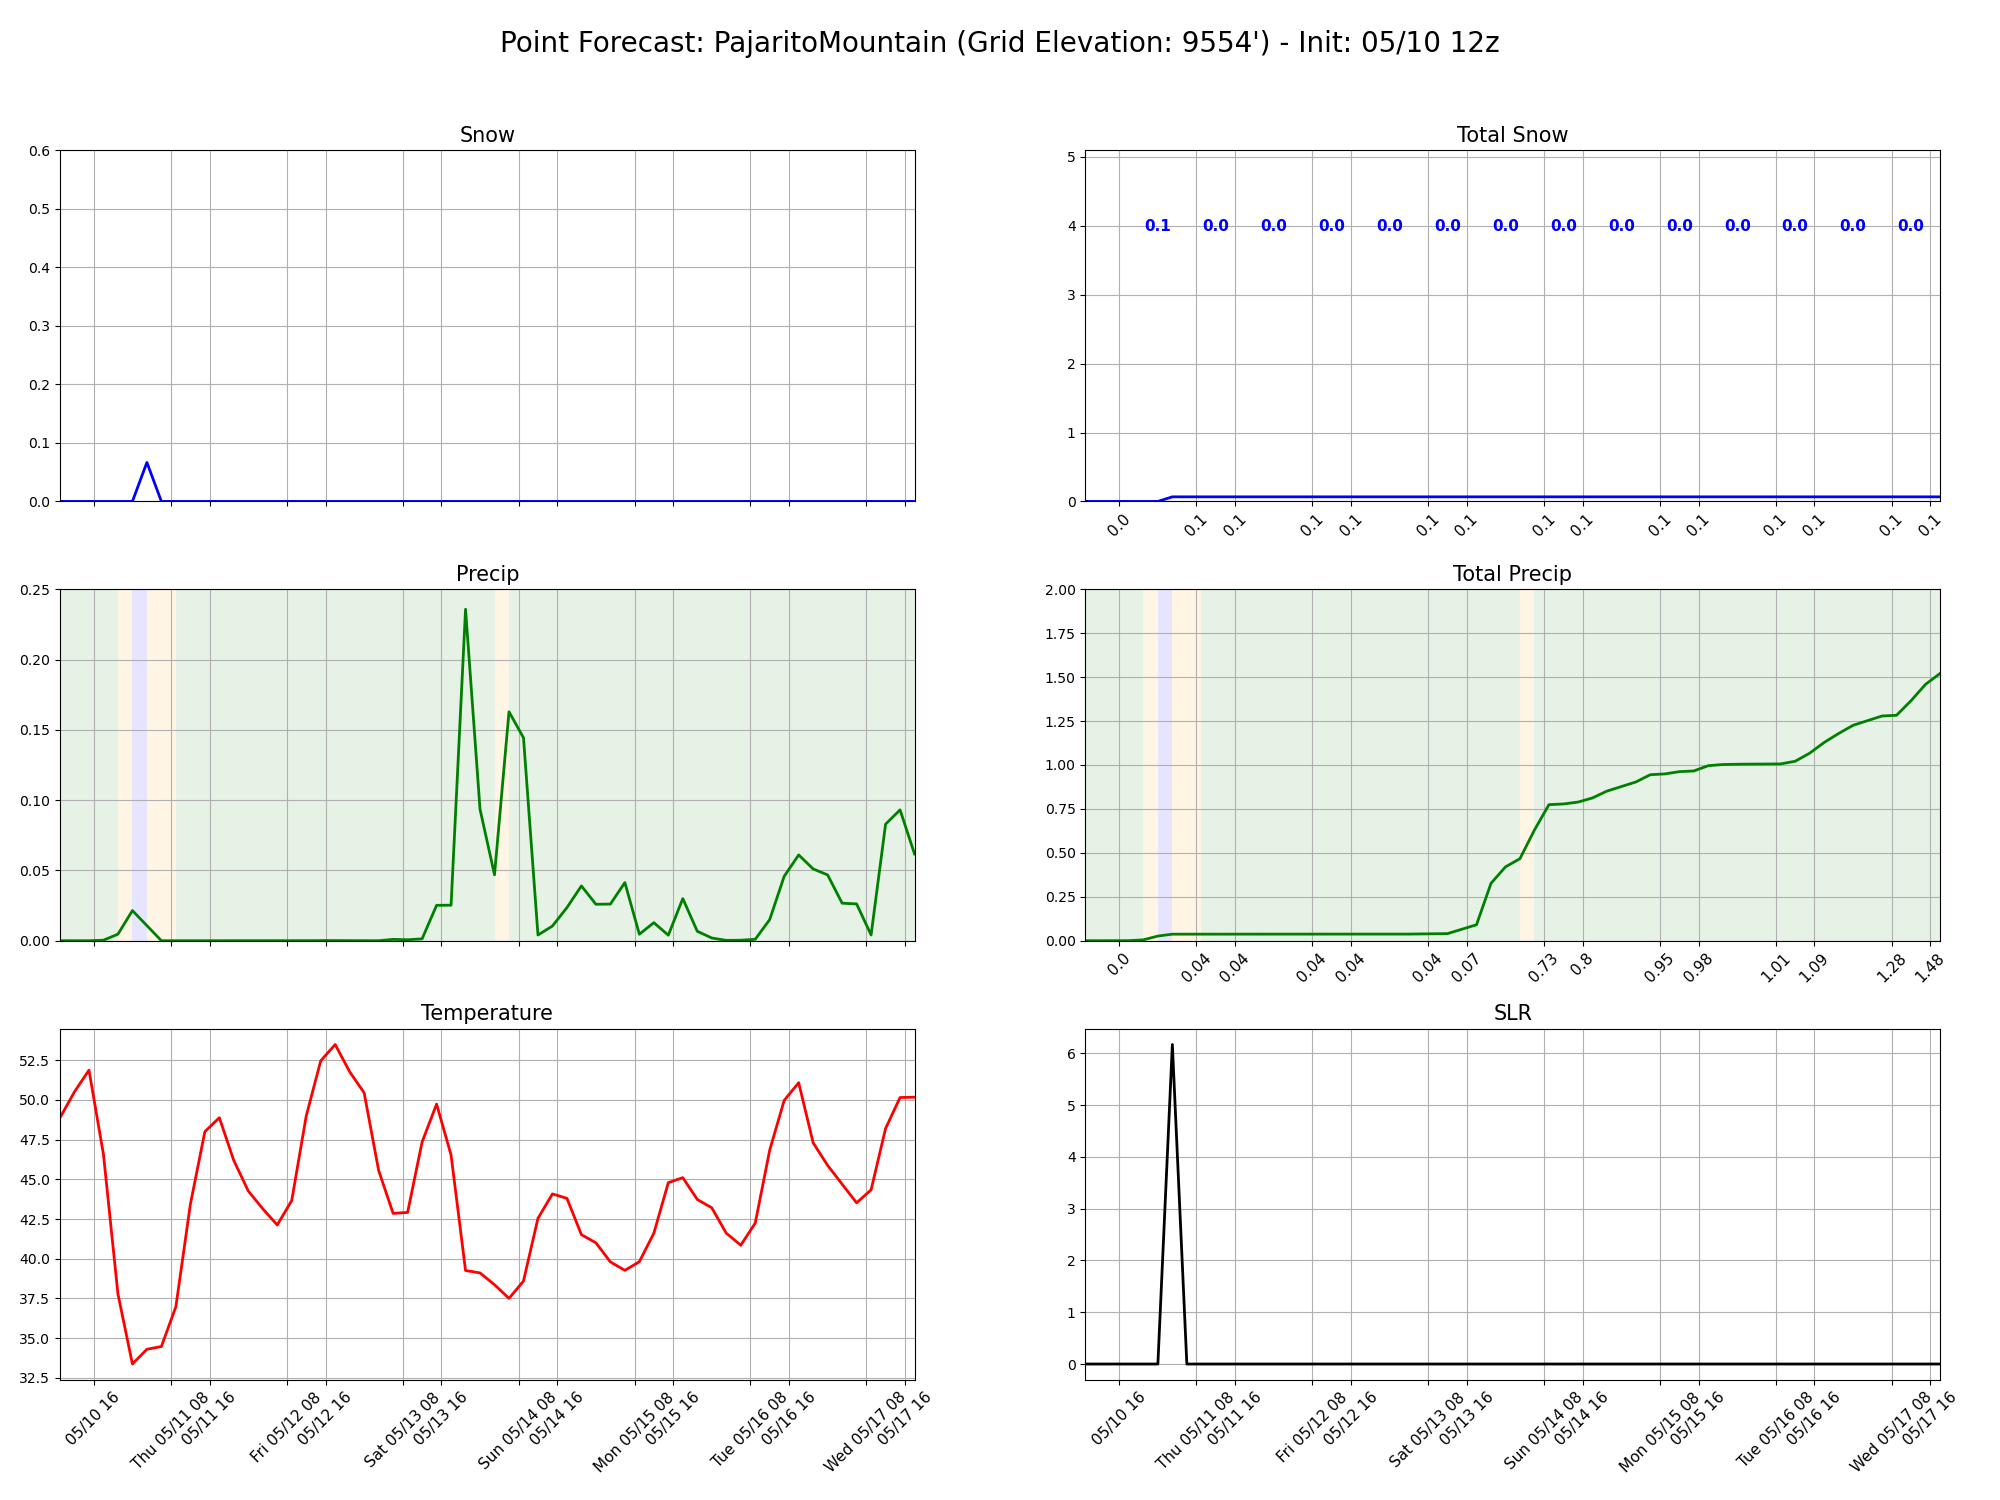 Point Forecast: PajaritoMountain (Grid Elevation: 9554') - Init: 05/10 12z
Snow
0.6
0.5
0.4
0.3
0.2
0.1
0.0
Total Snow
5
4
3
2
1
0
0.1 0.0 0.0 0.0 0.0 0.0 0.0 0.0 0.0 0.0 0.0 0.0 0.0 0.0
0.0 0.1 0.1 0.1 0.1 0.1 0.1 0.1 0.1 0.1 0.1 0.1 0.1 0.1 0.1
Precip
0.25
0.20
0.15
0.10
0.05
0.00
Total Precip
2.00
1.75
1.50
1.25
1.00
0.75
0.50
0.25
0.00
0.0 0.04 0.04 0.04 0.04 0.04 0.07 0.73 0.8 0.95 0.98 1.01 1.09 1.28 1.48
Temperature
52.5
50.0
47.5
45.0
42.5
40.0
37.5
35.0
32.5
05/10 16
Thu 05/11 08
05/11 16
Fri 05/12 08
05/12 16
Sat 05/13 08
05/13 16
Sun 05/14 08
05/14 16
Mon 05/15 08
05/15 16
Tue 05/16 08
05/16 16
Wed 05/17 08
05/17 16
SLR
6
5
4
3
2
1
0
05/10 16
Thu 05/11 08
05/11 16
Fri 05/12 08
05/12 16
Sat 05/13 08
05/13 16
Sun 05/14 08
05/14 16
Mon 05/15 08
05/15 16
Tue 05/16 08
05/16 16
Wed 05/17 08
05/17 16